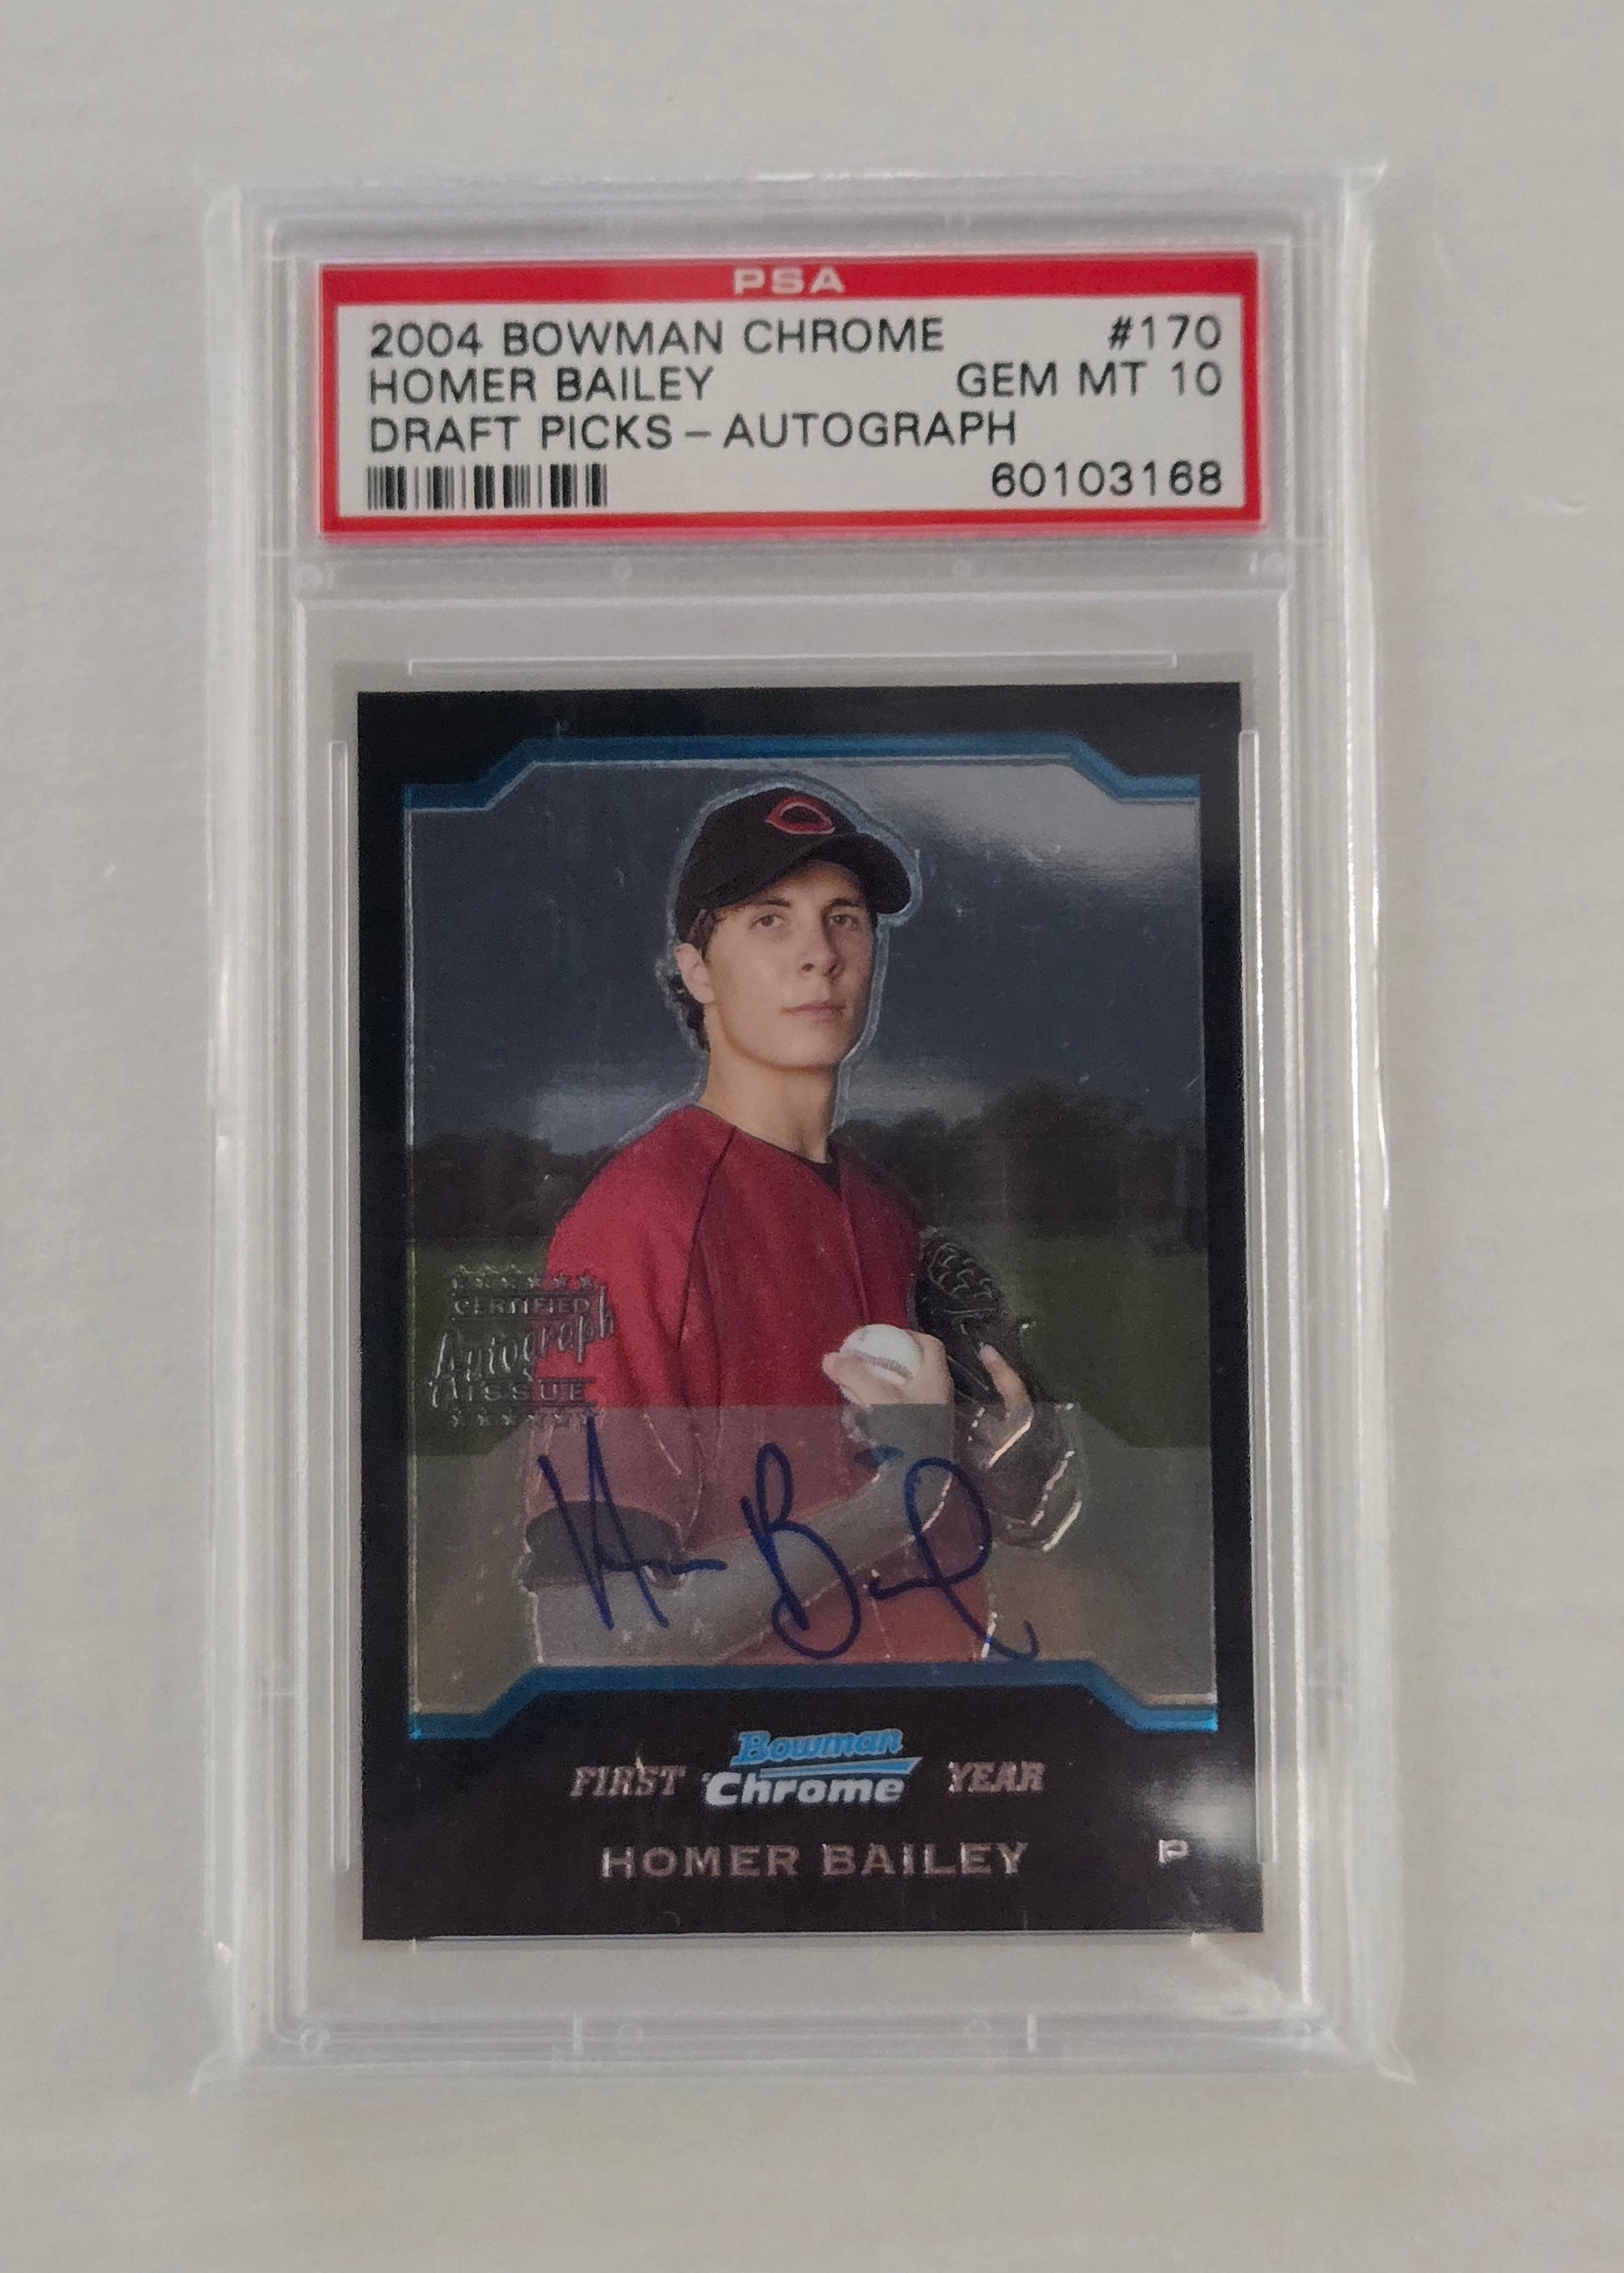 PSA
2004 BOWMAN CHROME #170
HOMER BAILEY GEM MT 10
DRAFT PICKS – AUTOGRAPH
60103168
CERTIFIED
Autograph
ISSUE
FIRST Bowman Chrome YEAR
HOMER BAILEY P